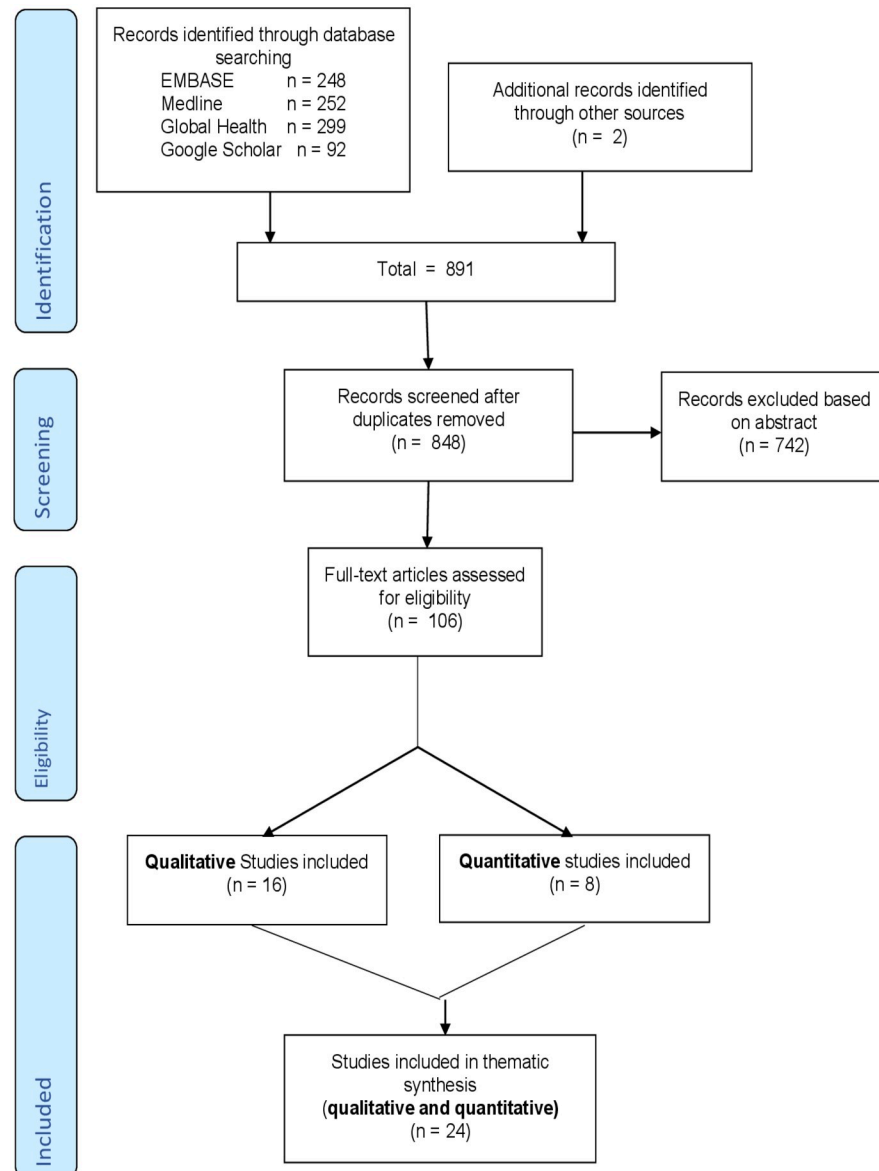 Records identified through database
searching
EMBASE n = 248
Medline n = 252
Global Health n = 299
Google Scholar n = 92
Additional records identified
through other sources
(n = 2)
Identification
Total = 891
Records screened after
duplicates removed
(n = 848)
Records excluded based
on abstract
(n = 742)
Screening
Full-text articles assessed
for eligibility
(n = 106)
Eligibility
Qualitative Studies included
(n = 16)
Quantitative studies included
(n = 8)
Studies included in thematic
synthesis
(qualitative and quantitative)
(n = 24)
Included